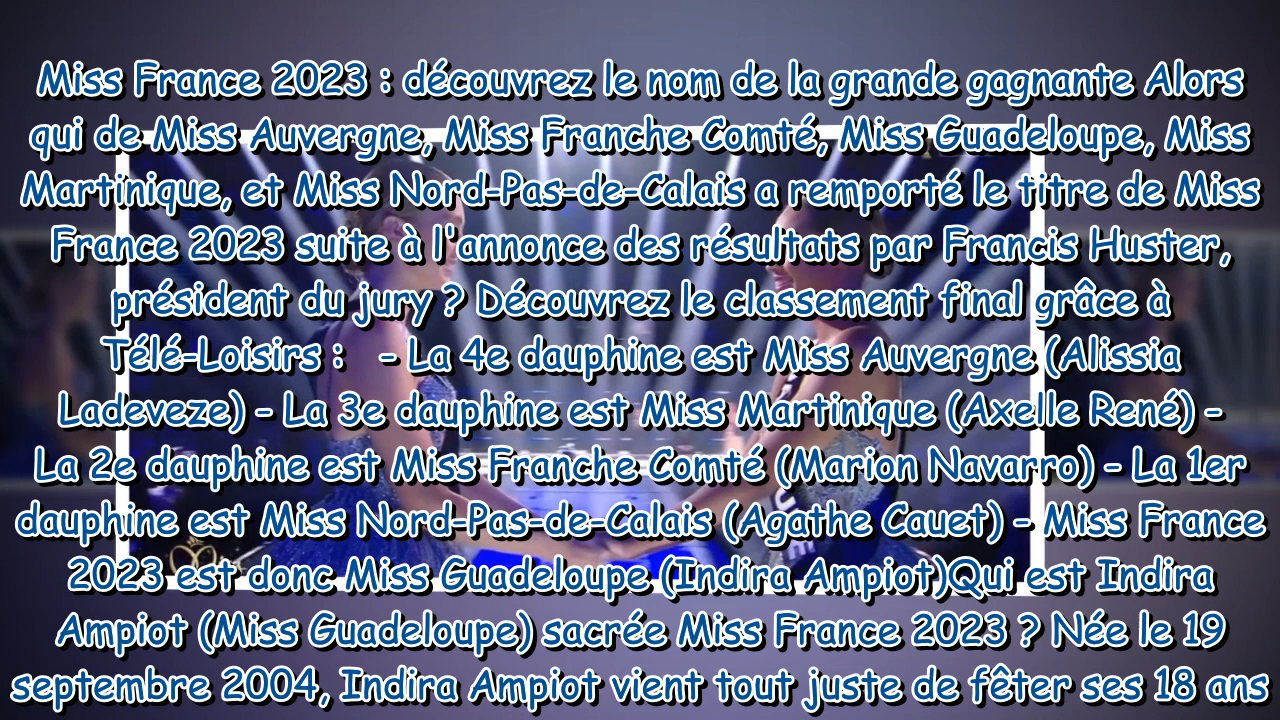 Miss France 2023 : découvrez le nom de la grande gagnante Alors
qui de Miss Auvergne, Miss Franche Comté, Miss Guadeloupe, Miss
Martinique, et Miss Nord-Pas-de-Calais a remporté le titre de Miss
France 2023 suite à l'annonce des résultats par Francis Huster,
président du jury ? Découvrez le classement final grâce à
Télé-Loisirs :   - La 4e dauphine est Miss Auvergne (Alissia
Ladeveze) - La 3e dauphine est Miss Martinique (Axelle René) -
La 2e dauphine est Miss Franche Comté (Marion Navarro) - La 1er
dauphine est Miss Nord-Pas-de-Calais (Agathe Cauet) - Miss France
2023 est donc Miss Guadeloupe (Indira Ampiot)Qui est Indira
Ampiot (Miss Guadeloupe) sacrée Miss France 2023 ? Née le 19
septembre 2004, Indira Ampiot vient tout juste de fêter ses 18 ans